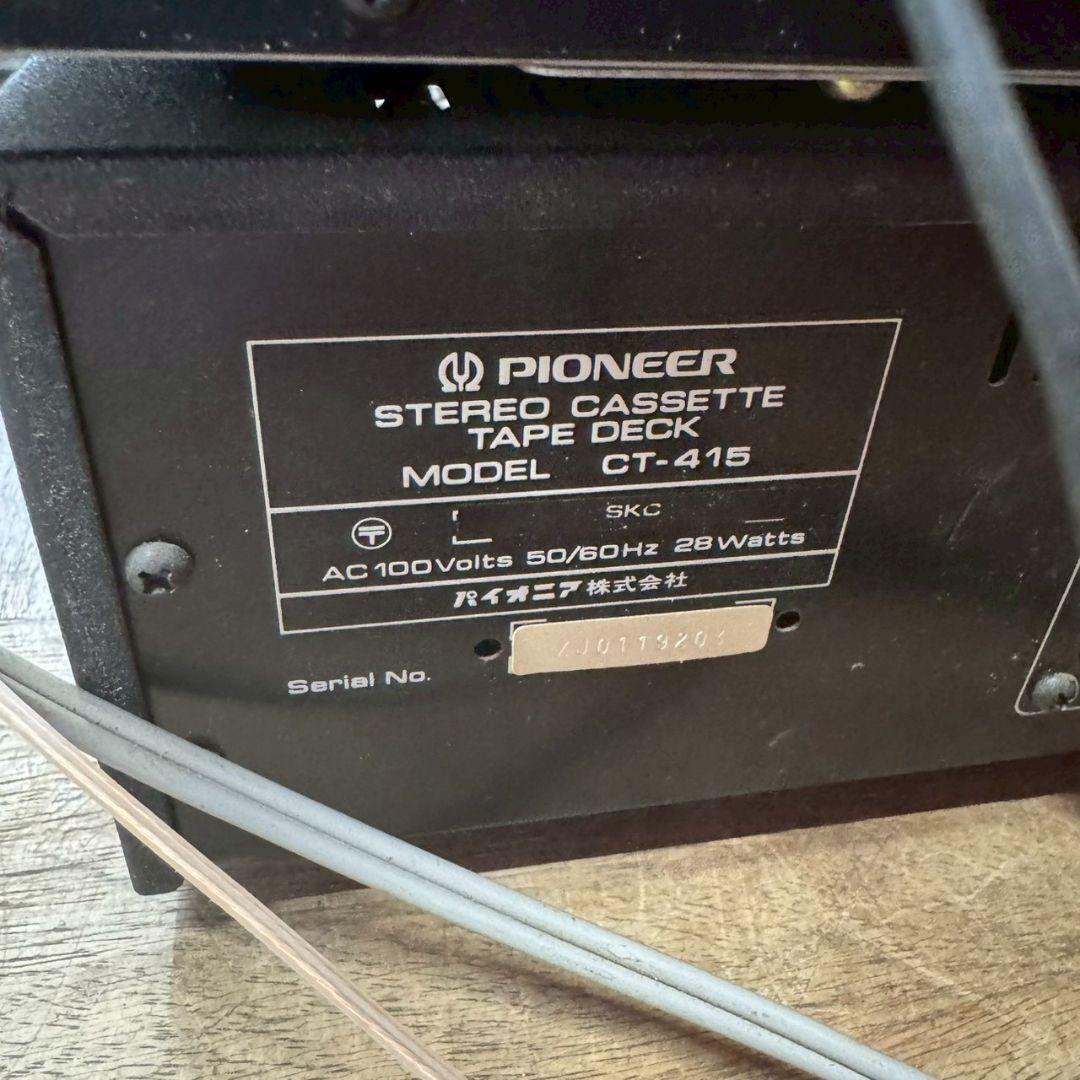 PIONEER
STEREO CASSETTE
TAPE DECK
MODEL CT-415
〒 SKC
AC 100Volts 50/60Hz 28Watts
パイオニア株式会社
Serial No.